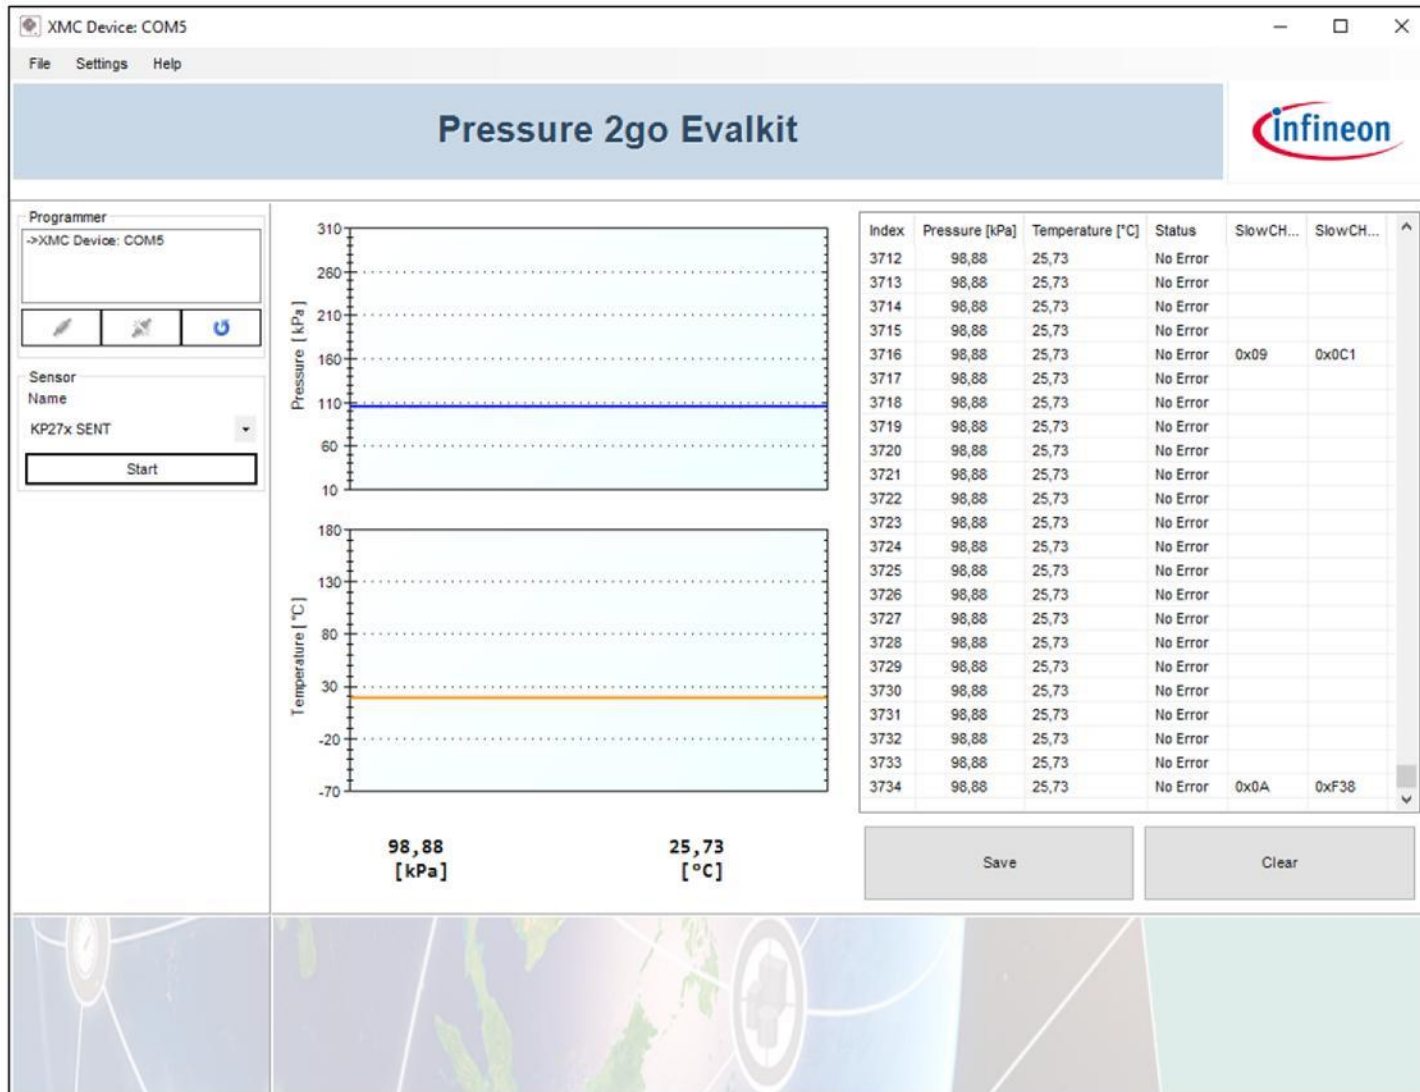 XMC Device: COM5
File Settings Help
Pressure 2go Evalkit
infineon
Programmer
->XMC Device: COM5
Sensor
Name
KP27x SENT
Start
Pressure [kPa]
310
260
210
160
110
60
10
Temperature [°C]
180
130
80
30
-20
-70
98,88 25,73
[kPa] [°C]
Index Pressure [kPa] Temperature [°C] Status SlowCH... SlowCH...
3712 98,88 25,73 No Error
3713 98,88 25,73 No Error
3714 98,88 25,73 No Error
3715 98,88 25,73 No Error
3716 98,88 25,73 No Error 0x09 0x0C1
3717 98,88 25,73 No Error
3718 98,88 25,73 No Error
3719 98,88 25,73 No Error
3720 98,88 25,73 No Error
3721 98,88 25,73 No Error
3722 98,88 25,73 No Error
3723 98,88 25,73 No Error
3724 98,88 25,73 No Error
3725 98,88 25,73 No Error
3726 98,88 25,73 No Error
3727 98,88 25,73 No Error
3728 98,88 25,73 No Error
3729 98,88 25,73 No Error
3730 98,88 25,73 No Error
3731 98,88 25,73 No Error
3732 98,88 25,73 No Error
3733 98,88 25,73 No Error
3734 98,88 25,73 No Error 0x0A 0xF38
Save Clear